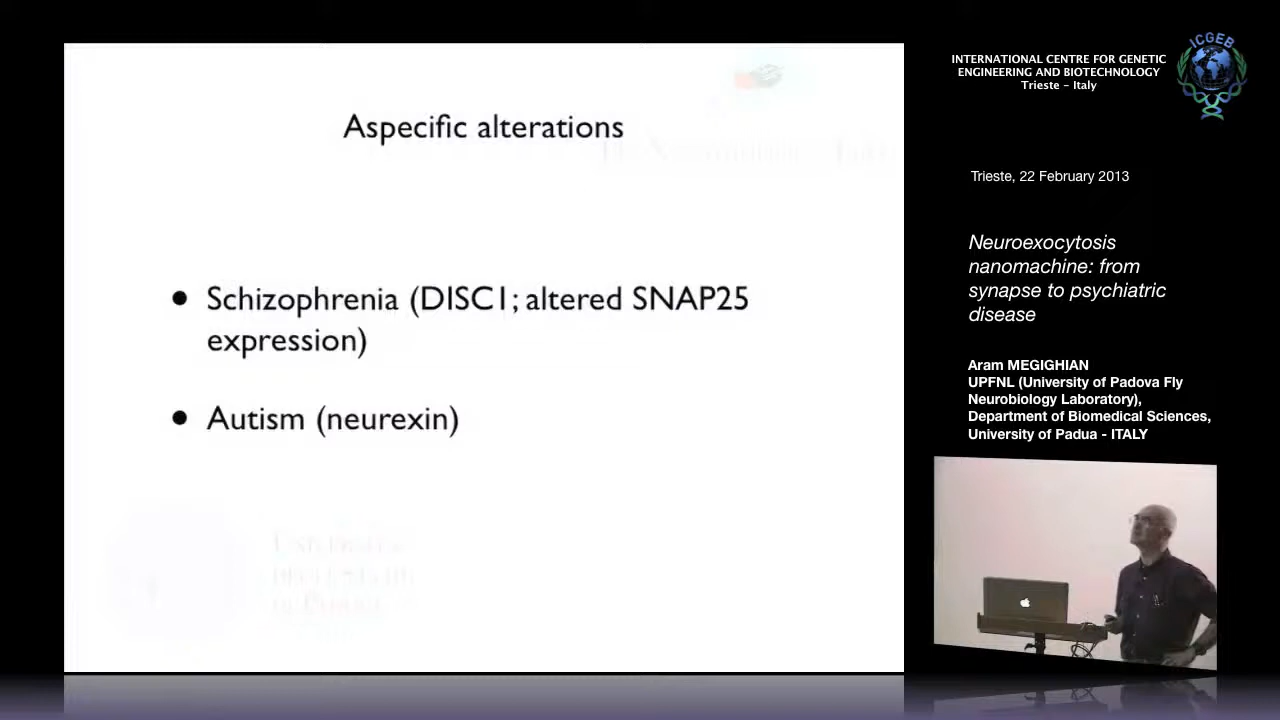 Aspecific alterations
• Schizophrenia (DISC1; altered SNAP25
expression)
• Autism (neurexin)
ICGEB
INTERNATIONAL CENTRE FOR GENETIC
ENGINEERING AND BIOTECHNOLOGY
Trieste - Italy
Trieste, 22 February 2013
Neuroexocytosis
nanomachine: from
synapse to psychiatric
disease
Aram MEGIGHIAN
UPFNL (University of Padova Fly
Neurobiology Laboratory),
Department of Biomedical Sciences,
University of Padua - ITALY